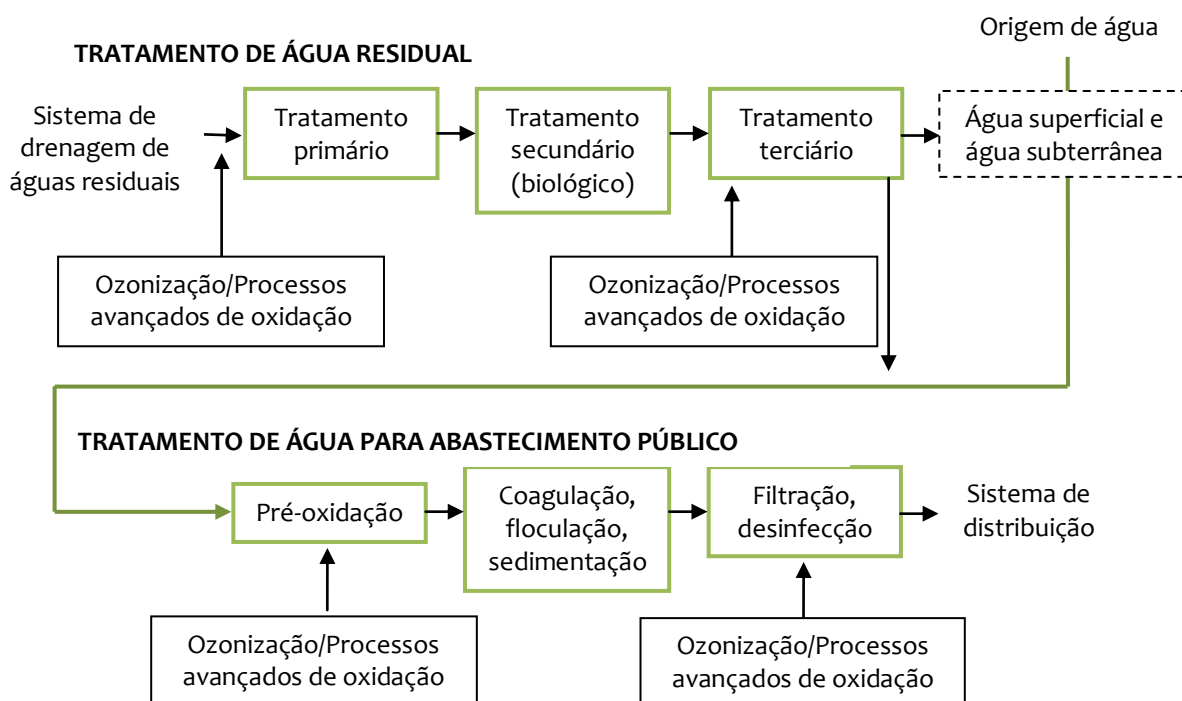 Origem de água
TRATAMENTO DE ÁGUA RESIDUAL
Sistema de
drenagem de
águas residuais
Tratamento
primário
Tratamento
secundário
(biológico)
Tratamento
terciário
Água superficial e
água subterrânea
Ozonização/Processos
avançados de oxidação
Ozonização/Processos
avançados de oxidação
TRATAMENTO DE ÁGUA PARA ABASTECIMENTO PÚBLICO
Pré-oxidação
Coagulação,
floculação,
sedimentação
Filtração,
desinfecção
Sistema de
distribuição
Ozonização/Processos
avançados de oxidação
Ozonização/Processos
avançados de oxidação